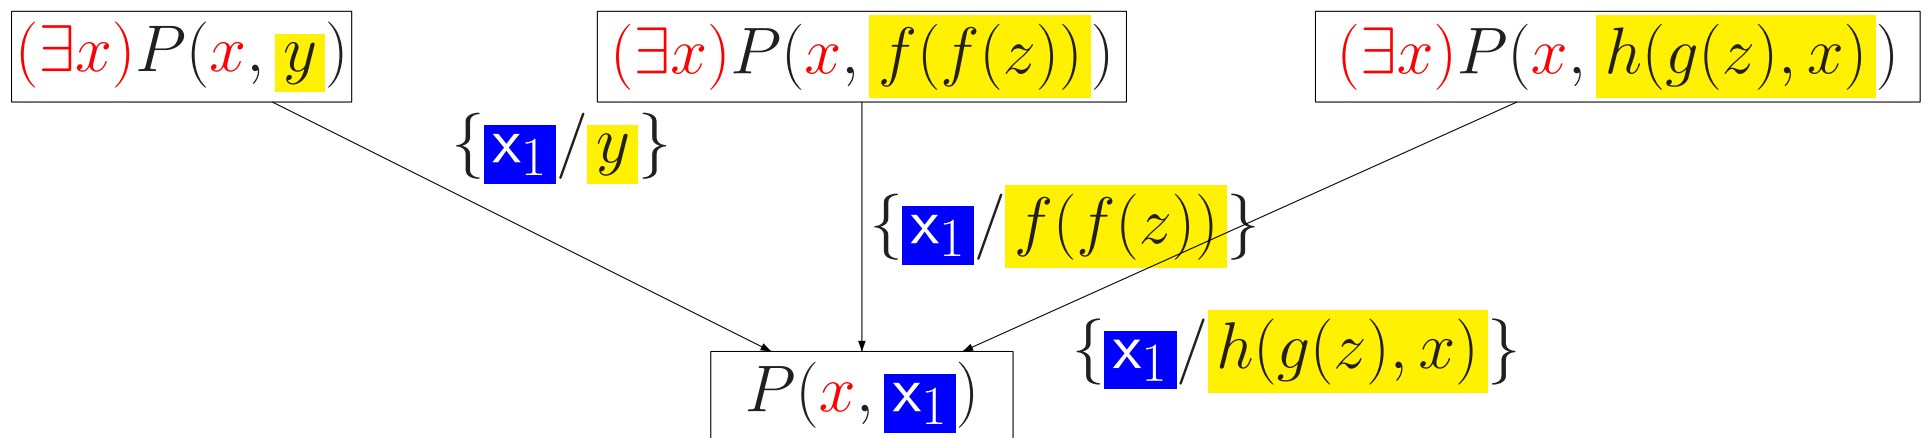 (∃x)P(x, y) (∃x)P(x, f(f(z))) (∃x)P(x, h(g(z), x))
{x₁/y}
{x₁/f(f(z))}
{x₁/h(g(z), x)}
P(x, x₁)